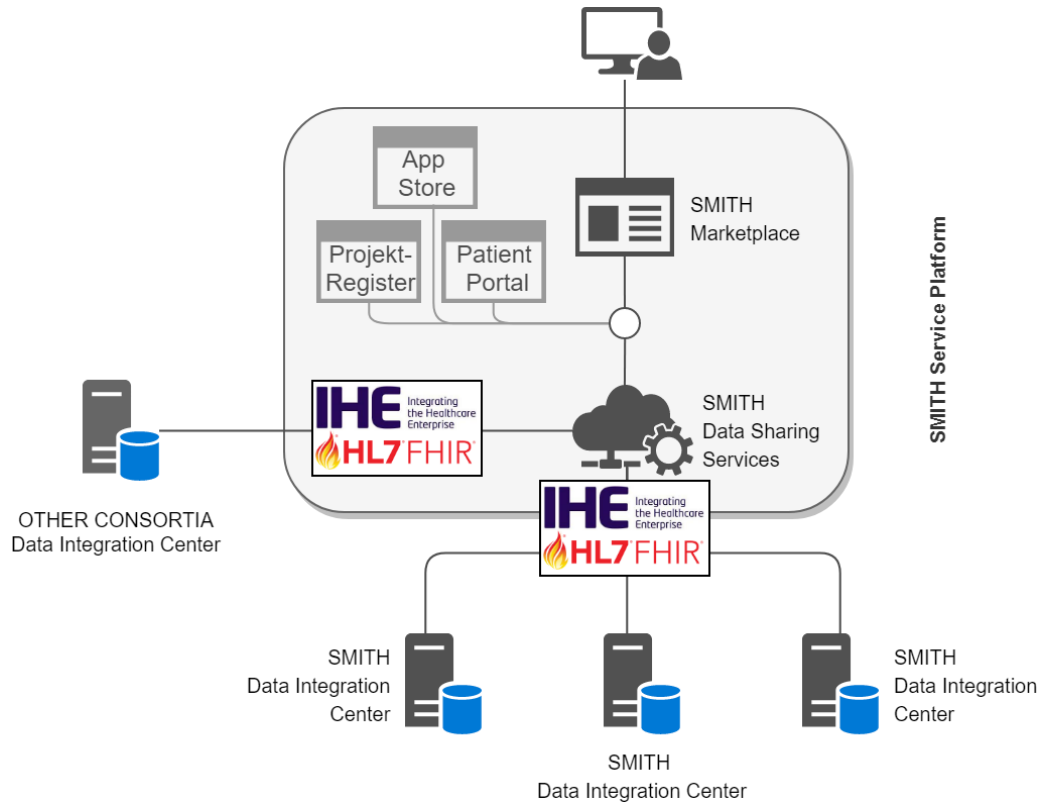 App
Store
SMITH
Marketplace
Projekt-
Register
Patient
Portal
SMITH Service Platform
IHE Integrating
the Healthcare
Enterprise
HL7 FHIR
SMITH
Data Sharing
Services
OTHER CONSORTIA
Data Integration Center
IHE Integrating
the Healthcare
Enterprise
HL7 FHIR
SMITH
Data Integration
Center
SMITH
Data Integration Center
SMITH
Data Integration
Center